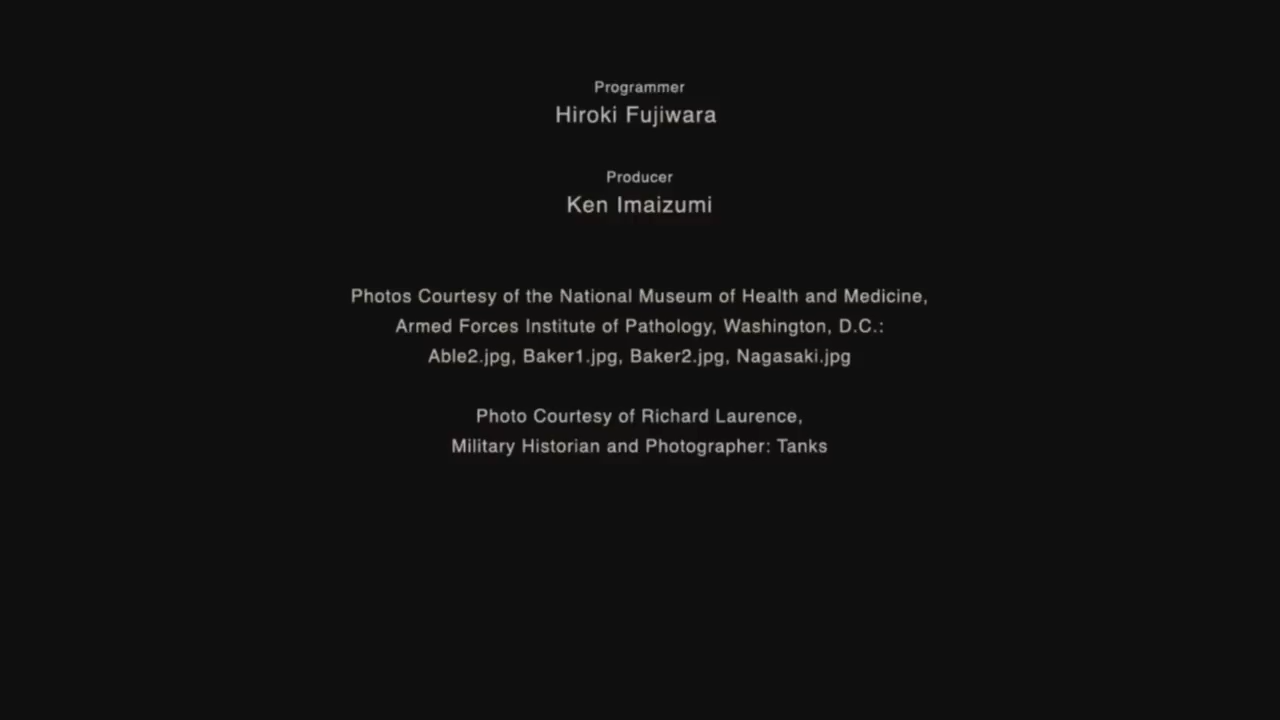 Programmer
Hiroki Fujiwara
Producer
Ken Imaizumi
Photos Courtesy of the National Museum of Health and Medicine,
Armed Forces Institute of Pathology, Washington, D.C.:
Able2.jpg, Baker1.jpg, Baker2.jpg, Nagasaki.jpg
Photo Courtesy of Richard Laurence,
Military Historian and Photographer: Tanks